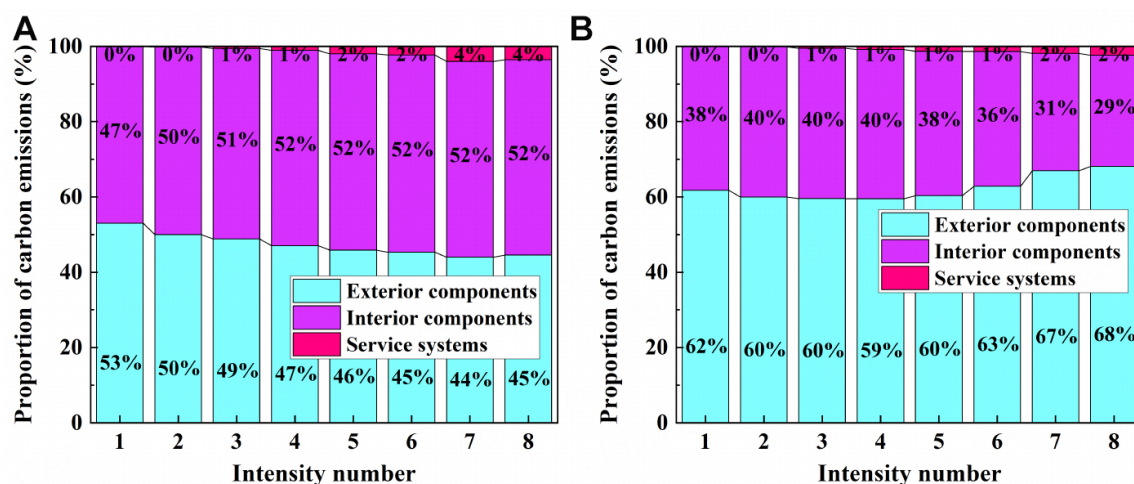 A
Proportion of carbon emissions (%)
100
80
60
40
20
0
0% 0% 1% 1% 2% 2% 4% 4%
47% 50% 51% 52% 52% 52% 52% 52%
Exterior components
Interior components
Service systems
53% 50% 49% 47% 46% 45% 44% 45%
1 2 3 4 5 6 7 8
Intensity number
B
Proportion of carbon emissions (%)
100
80
60
40
20
0
0% 0% 1% 1% 1% 1% 2% 2%
38% 40% 40% 40% 38% 36% 31% 29%
Exterior components
Interior components
Service systems
62% 60% 60% 59% 60% 63% 67% 68%
1 2 3 4 5 6 7 8
Intensity number